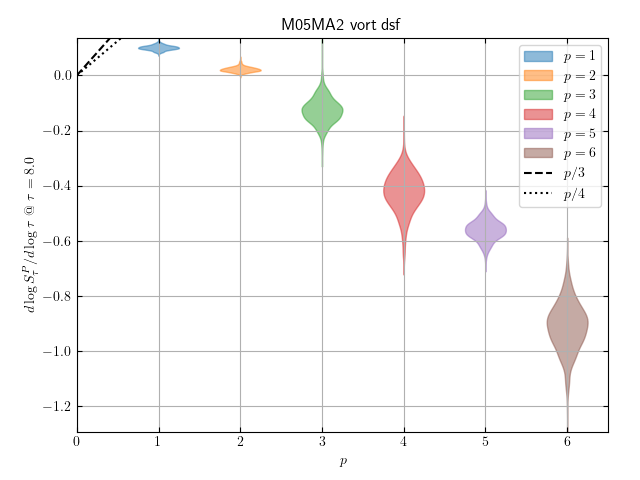 M05MA2 vort dsf
0.0
−0.2
−0.4
−0.6
−0.8
−1.0
−1.2
d log S_τ^P / d log τ @ τ = 8.0
0 1 2 3 4 5 6
p
p = 1
p = 2
p = 3
p = 4
p = 5
p = 6
p/3
p/4